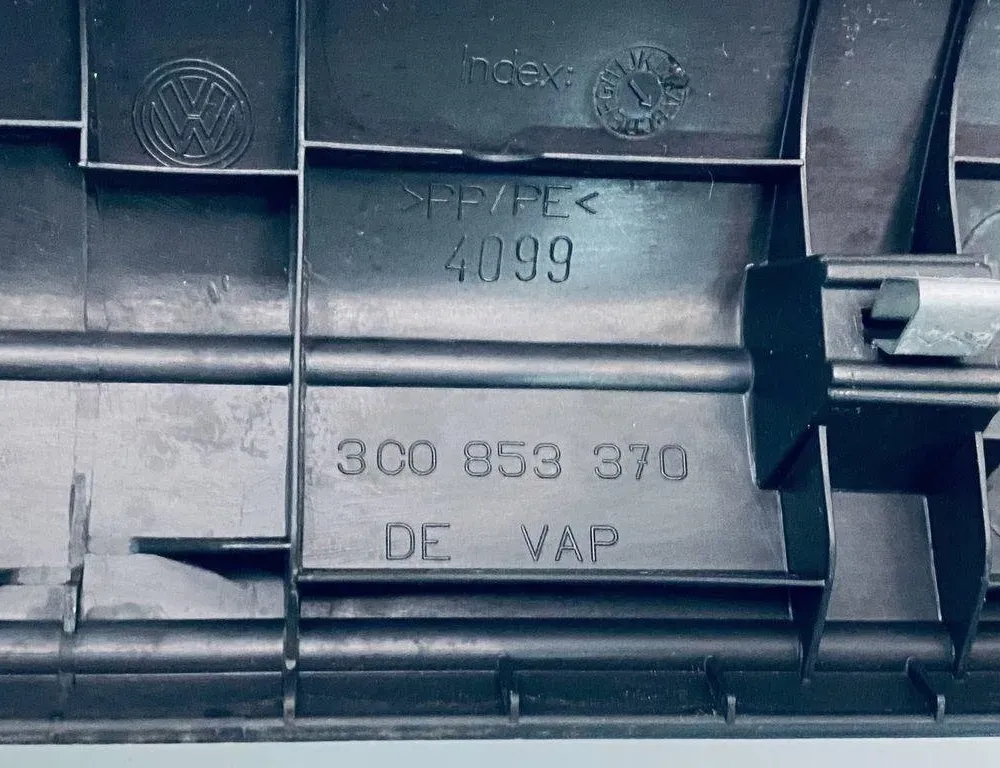 Index:
>PP/PE<
4099
3C0 853 370
DE VAP